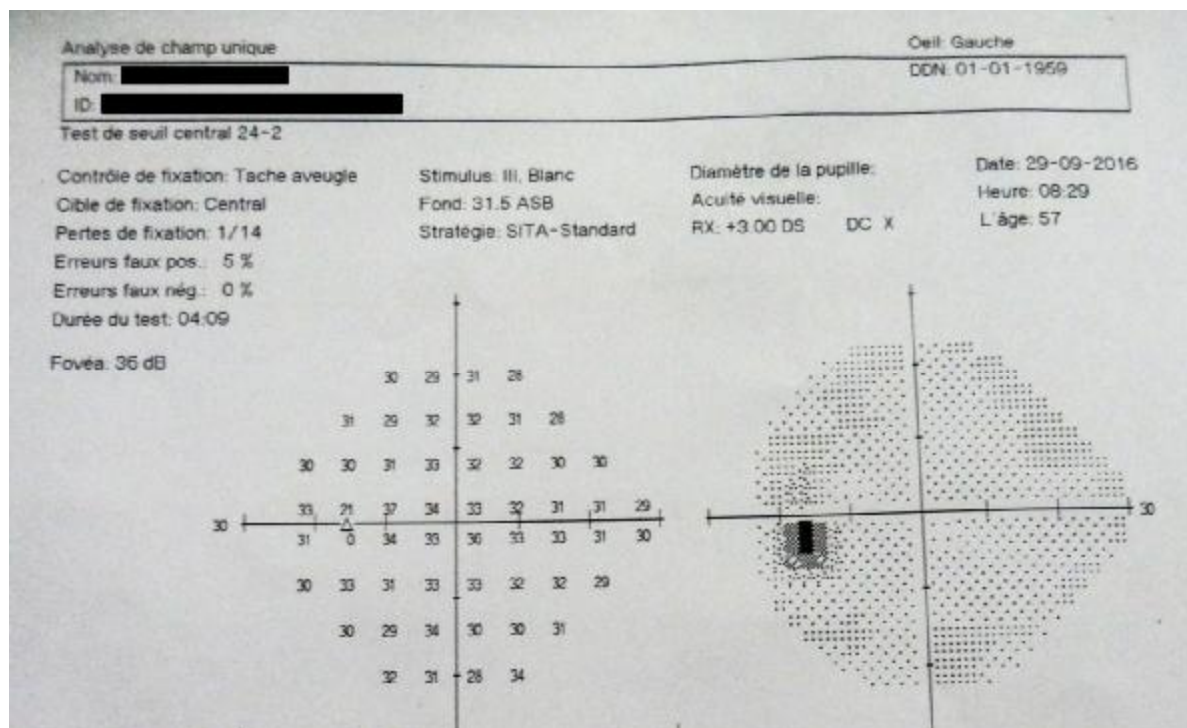 Analyse de champ unique
Oeil: Gauche
Nom:
DDN: 01-01-1959
ID:
Test de seuil central 24-2
Contrôle de fixation: Tache aveugle
Cible de fixation: Central
Pertes de fixation: 1/14
Erreurs faux pos.: 5 %
Erreurs faux nég.: 0 %
Durée du test: 04:09
Fovéa: 36 dB
Stimulus: III, Blanc
Fond: 31.5 ASB
Stratégie: SITA-Standard
Diamètre de la pupille:
Acuité visuelle:
RX: +3.00 DS DC X
Date: 29-09-2016
Heure: 08:29
L'âge: 57
30 29 31 28
31 29 32 32 31 28
30 30 31 33 32 32 30 30
33 21 37 34 33 32 31 31 29
30
31 0 34 35 36 33 33 31 30
30 33 31 33 33 32 32 29
30 29 34 30 30 31
32 31 28 34
30